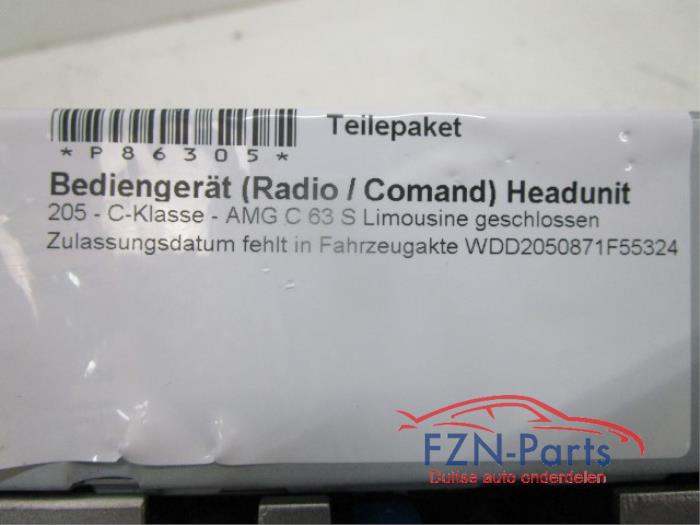 Teilepaket
*P86305*
Bediengerät (Radio / Comand) Headunit
205 - C-Klasse - AMG C 63 S Limousine geschlossen
Zulassungsdatum fehlt in Fahrzeugakte WDD2050871F55324
FZN-Parts
Duitse auto onderdelen